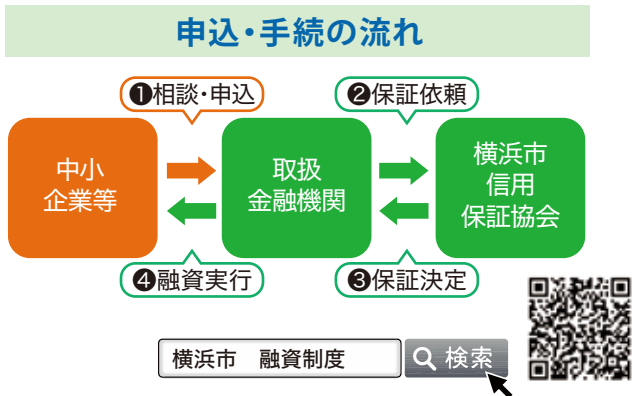 申込・手続の流れ
❶相談・申込
❷保証依頼
中小
企業等
取扱
金融機関
横浜市
信用
保証協会
❹融資実行
❸保証決定
横浜市　融資制度
検索